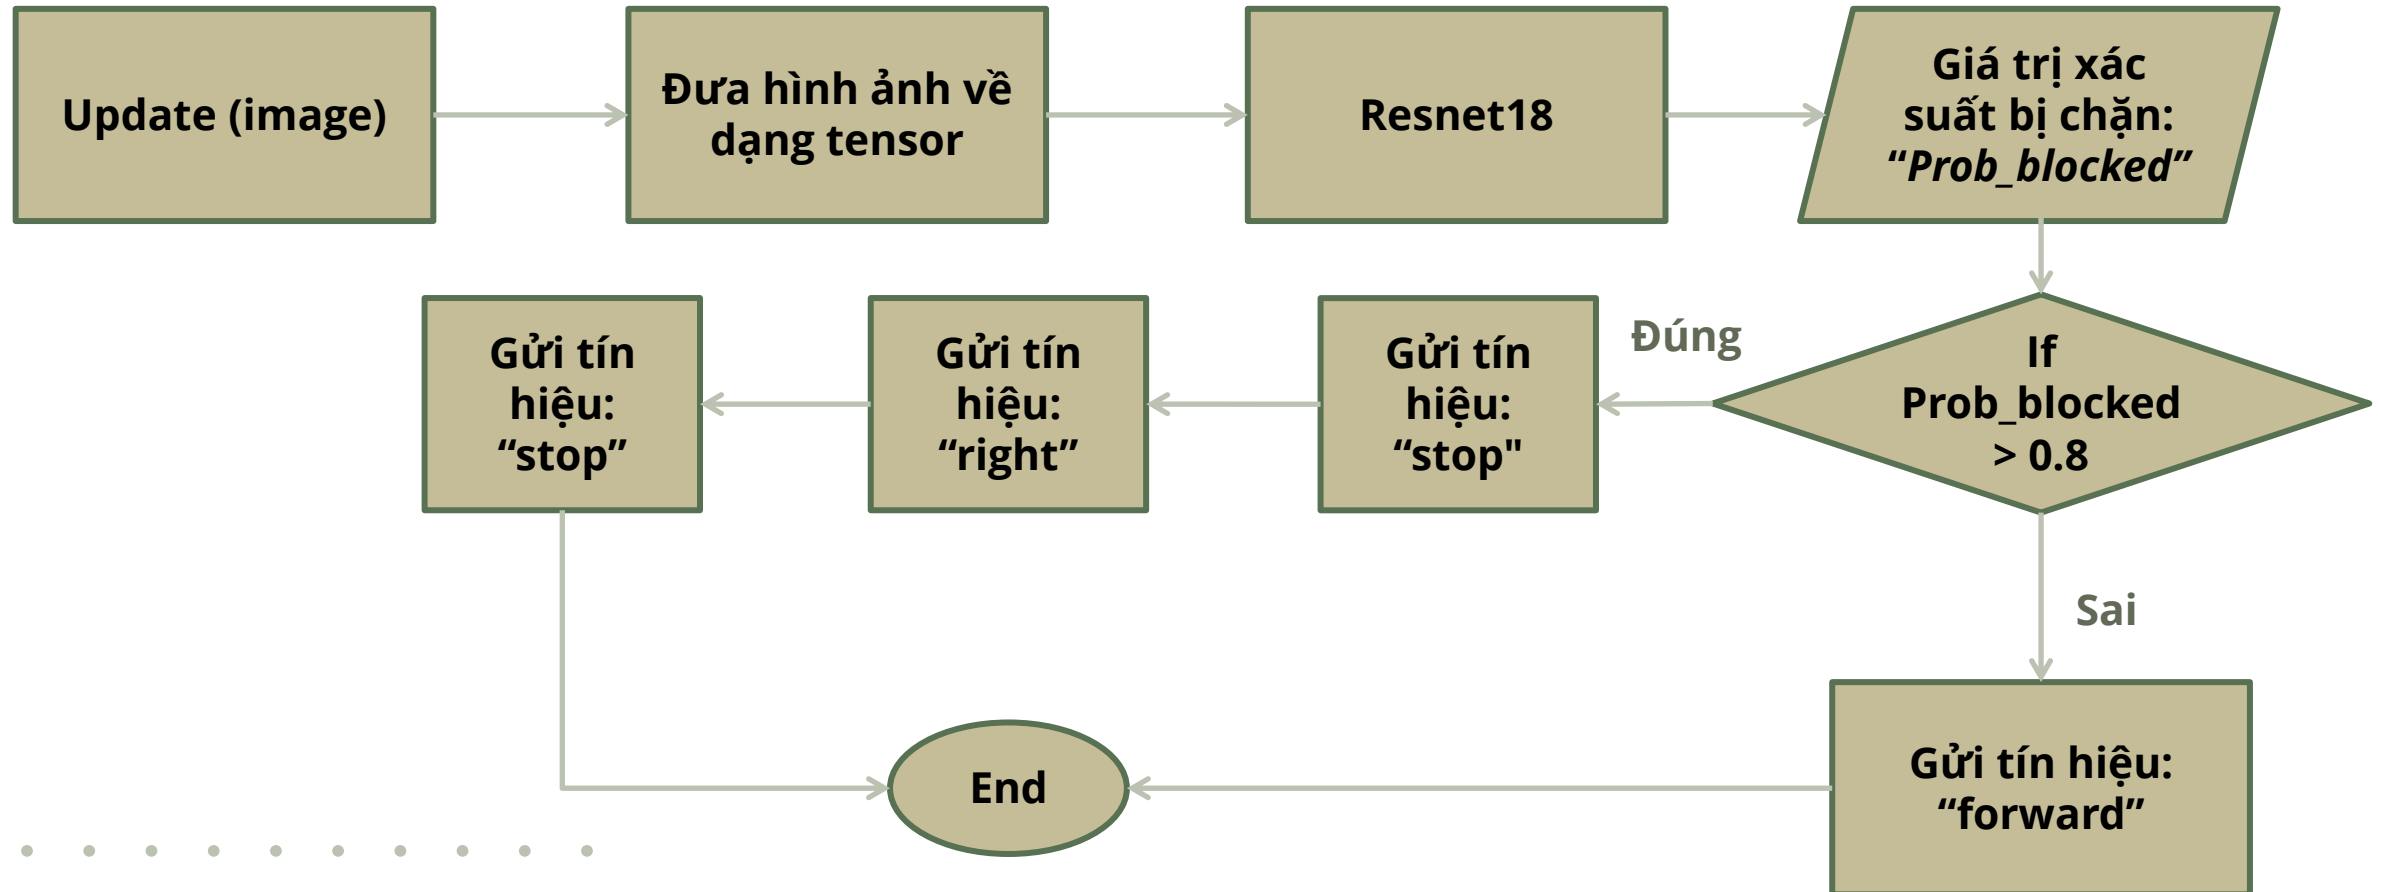 Update (image)
Đưa hình ảnh về
dạng tensor
Resnet18
Giá trị xác
suất bị chặn:
“Prob_blocked”
Gửi tín
hiệu:
“stop”
Gửi tín
hiệu:
“right”
Gửi tín
hiệu:
“stop"
Đúng
If
Prob_blocked
> 0.8
Sai
End
Gửi tín hiệu:
“forward”